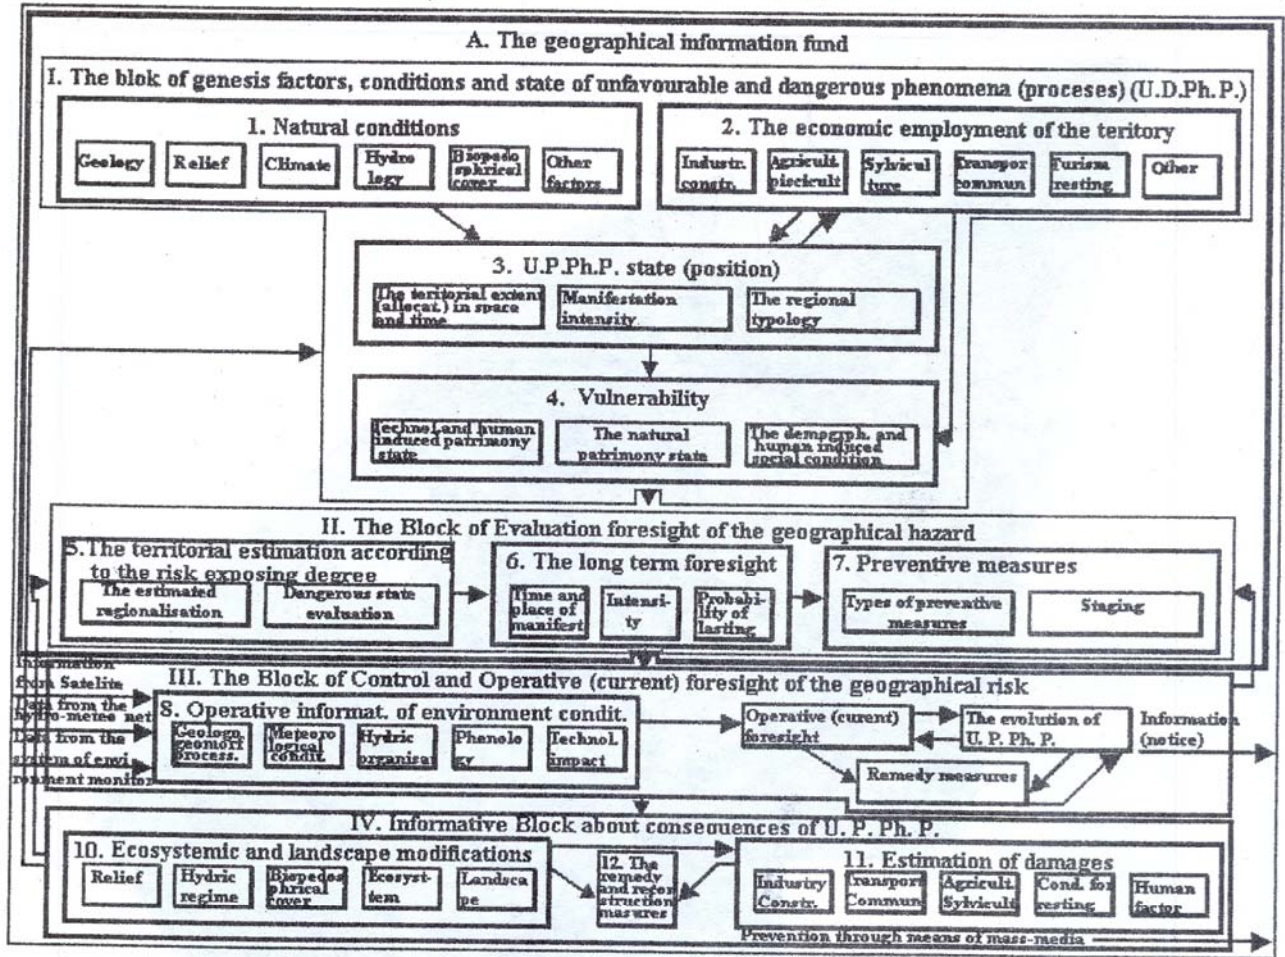 A. The geographical information fund
I. The blok of genesis factors, conditions and state of unfavourable and dangerous phenomena (proceses) (U.D.Ph.P.)
1. Natural conditions
Geology
Relief
Climate
Hydro
logy
Biopedo
sphrical
cover
Other
factors
2. The economic employment of the teritory
Industr.
constr.
Agricult
piscicult
Sylvicul
ture
Transpor
commun
Turism
resting
Other
3. U.P.Ph.P. state (position)
The teritorial extent
(allocat.) in space
and time
Manifestation
intensity
The regional
typology
4. Vulnerability
Technol.and human
induced patrimony
state
The natural
patrimony state
The demogrph. and
human induced
social condition
II. The Block of Evaluation foresight of the geographical hazard
5.The territorial estimation according
to the risk exposing degree
The estimated
regionalisation
Dangerous state
evaluation
6. The long term foresight
Time and
place of
manifest
Intensi-
ty
Probabi-
lity of
lasting
7. Preventive measures
Types of preventive
measures
Staging
Information
from Satelite
Data from the
hydro-meteo net
Data from the
system of envi
ronment monitor
III. The Block of Control and Operative (current) foresight of the geographical risk
8. Operative informat. of environment condit.
Geologo
geomorf
process.
Meteoro
logical
condit.
Hydric
organisat
Phenolo
gy
Technol.
impact
Operative (curent)
foresight
The evolution of
U. P. Ph. P.
Information
(notice)
Remedy measures
IV. Informative Block about consequences of U. P. Ph. P.
10. Ecosystemic and landscape modifications
Relief
Hydric
regime
Biopedos
phrical
cover
Ecosyst-
tem
Landsca
pe
12. The
remedy
and recon
struction
masures
11. Estimation of damages
Industry
Constr.
Transport
Commun
Agricult.
Sylvicult
Cond. for
resting
Human
factor
Prevention through means of mass-media